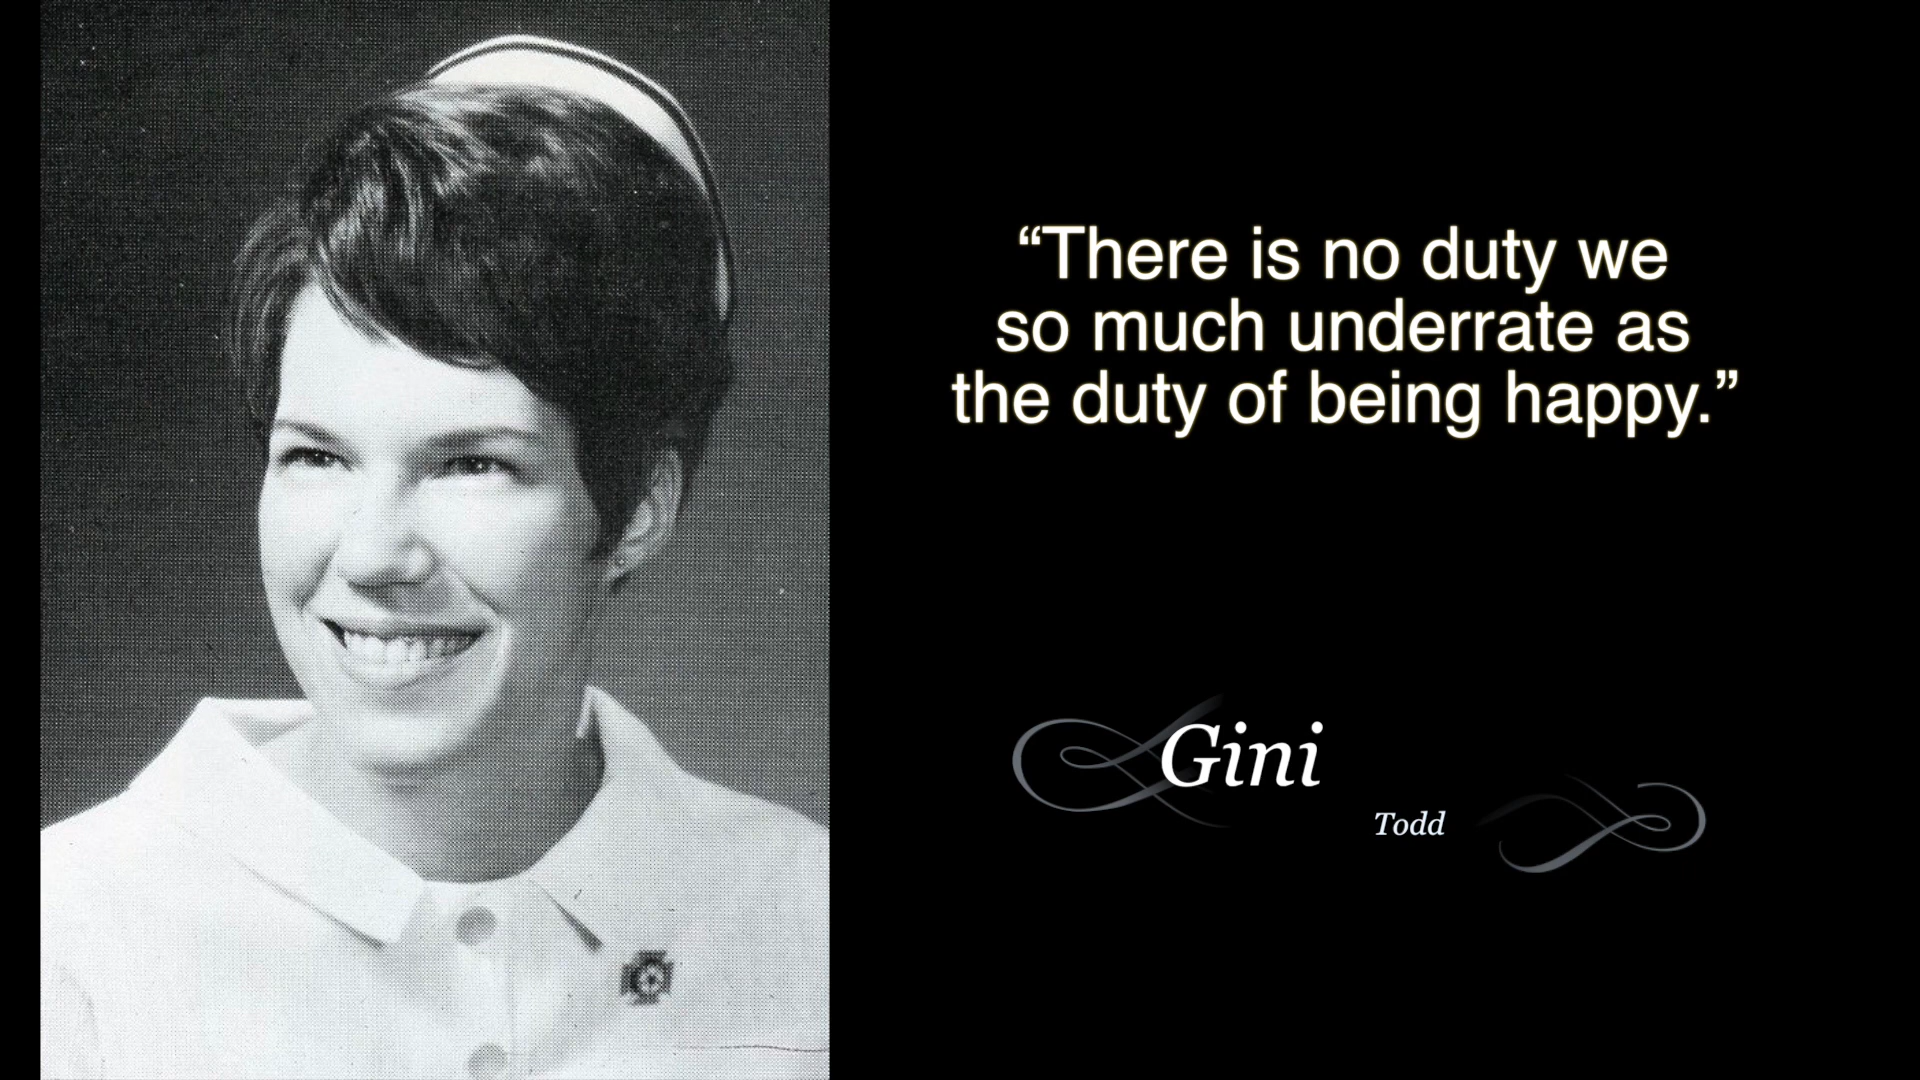 “There is no duty we
so much underrate as
the duty of being happy.”
Gini
Todd